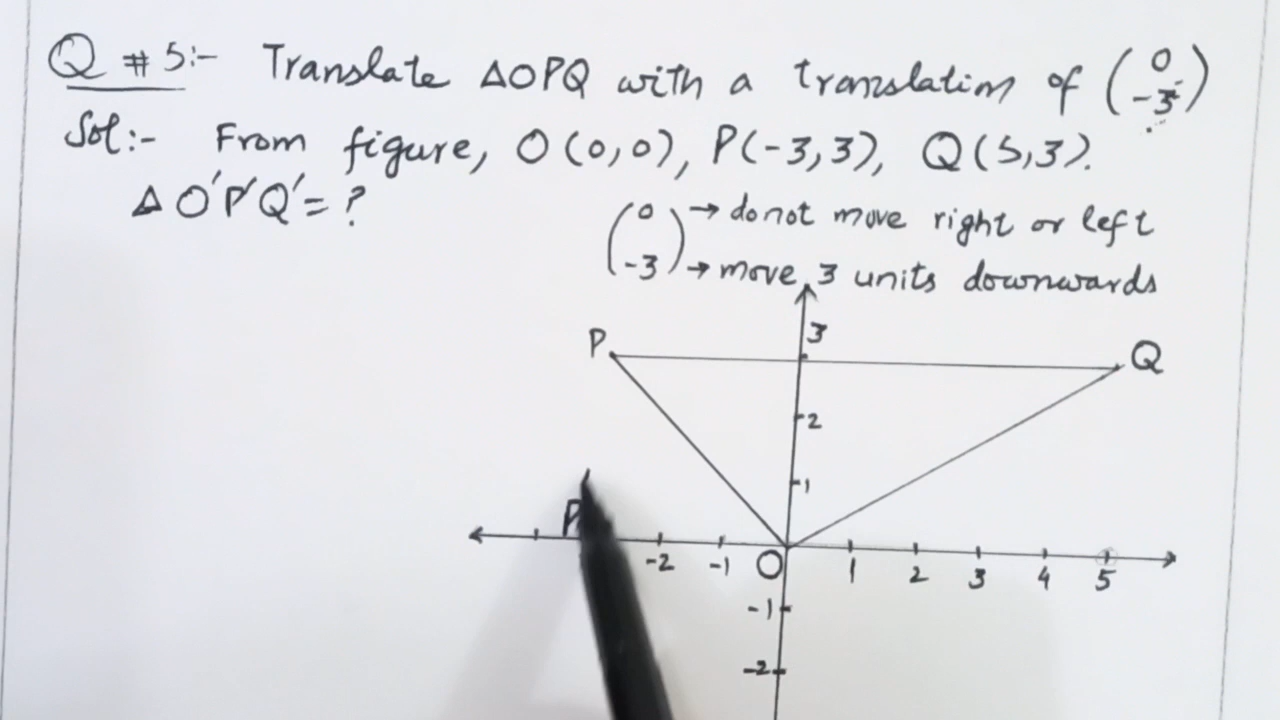 Q # 5:- Translate ΔOPQ with a translation of (0 -3)
Sol:- From figure, O(0,0), P(-3,3), Q(5,3).
Δ O'P'Q' = ?
(0 → do not move right or left
-3) → move 3 units downwards
3
P Q
2
1
P
-2 -1 O 1 2 3 4 5
-1
-2